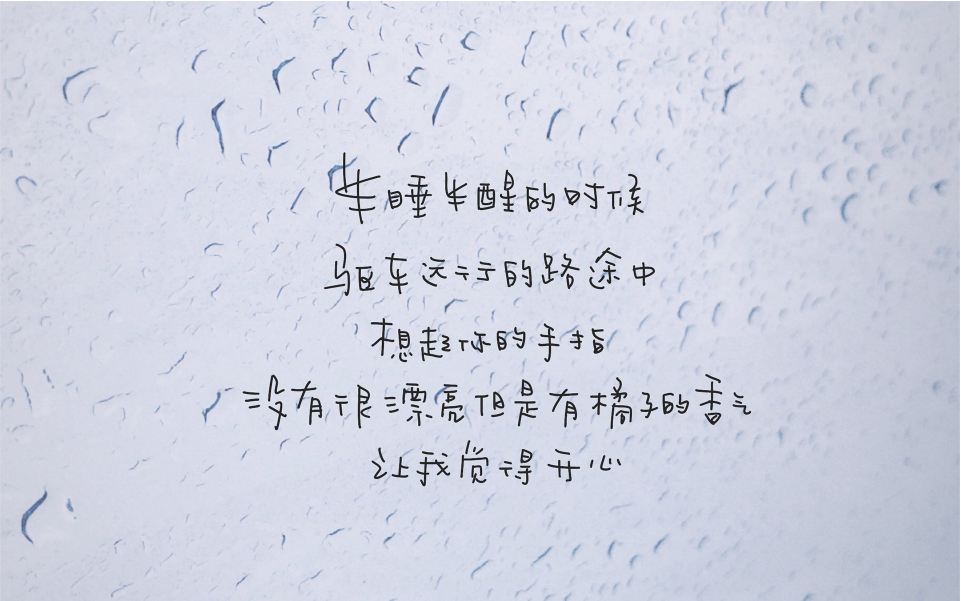 半睡半醒的时候
驱车远行的路途中
想起你的手指
没有很漂亮但是有橘子的香气
让我觉得开心